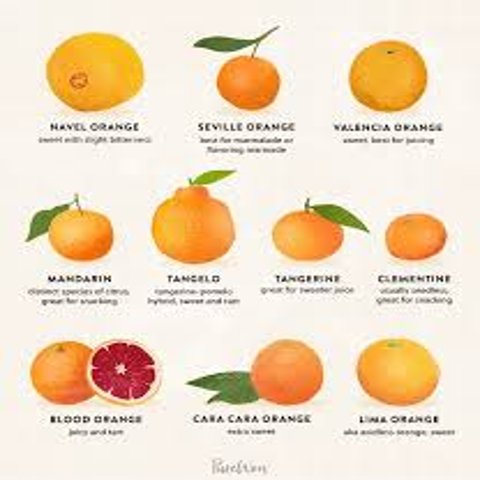 NAVEL ORANGE
sweet with slight bitterness
SEVILLE ORANGE
best for marmalade or
flavoring marinade
VALENCIA ORANGE
sweet, best for juicing
MANDARIN
distinct species of citrus,
great for snacking
TANGELO
tangerine-pomelo
hybrid, sweet and tart
TANGERINE
great for sweeter juice
CLEMENTINE
usually seedless,
great for snacking
BLOOD ORANGE
juicy and tart
CARA CARA ORANGE
extra sweet
LIMA ORANGE
aka acidless orange, sweet
PureWow